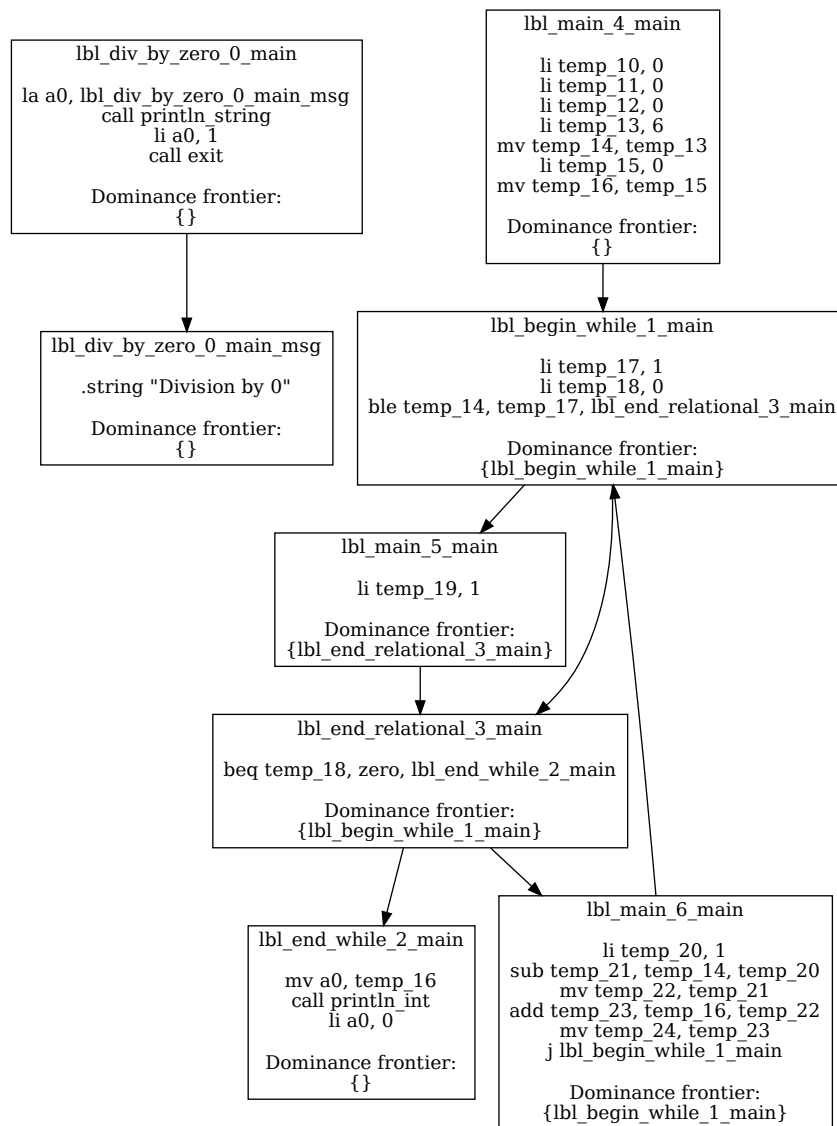 lbl_div_by_zero_0_main
la a0, lbl_div_by_zero_0_main_msg
call println_string
li a0, 1
call exit
Dominance frontier:
{}
lbl_main_4_main
li temp_10, 0
li temp_11, 0
li temp_12, 0
li temp_13, 6
mv temp_14, temp_13
li temp_15, 0
mv temp_16, temp_15
Dominance frontier:
{}
lbl_div_by_zero_0_main_msg
.string "Division by 0"
Dominance frontier:
{}
lbl_begin_while_1_main
li temp_17, 1
li temp_18, 0
ble temp_14, temp_17, lbl_end_relational_3_main
Dominance frontier:
{lbl_begin_while_1_main}
lbl_main_5_main
li temp_19, 1
Dominance frontier:
{lbl_end_relational_3_main}
lbl_end_relational_3_main
beq temp_18, zero, lbl_end_while_2_main
Dominance frontier:
{lbl_begin_while_1_main}
lbl_end_while_2_main
mv a0, temp_16
call println_int
li a0, 0
Dominance frontier:
{}
lbl_main_6_main
li temp_20, 1
sub temp_21, temp_14, temp_20
mv temp_22, temp_21
add temp_23, temp_16, temp_22
mv temp_24, temp_23
j lbl_begin_while_1_main
Dominance frontier:
{lbl_begin_while_1_main}